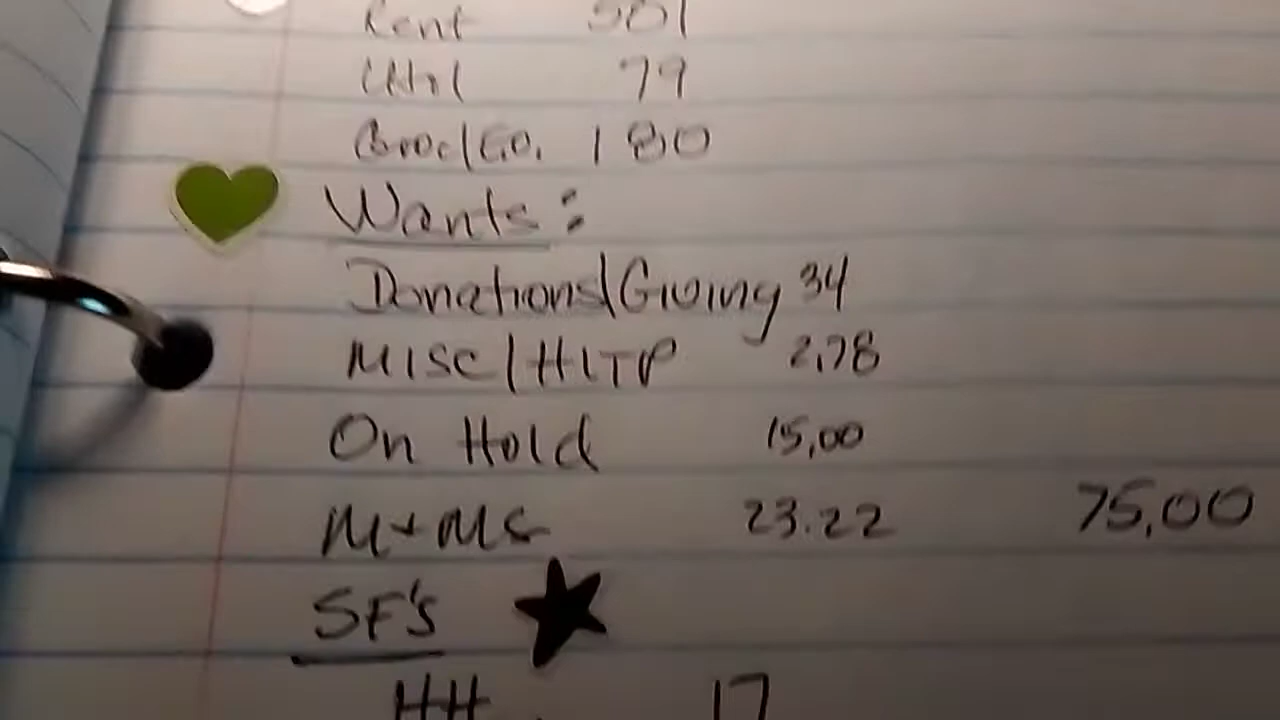 Rent 501
Util 79
Groc/Go. 180
Wants:
Donations/Giving 34
MISC/HITP 2.78
On Hold 15.00
M+MS 23.22 75.00
SF's
HH. 17